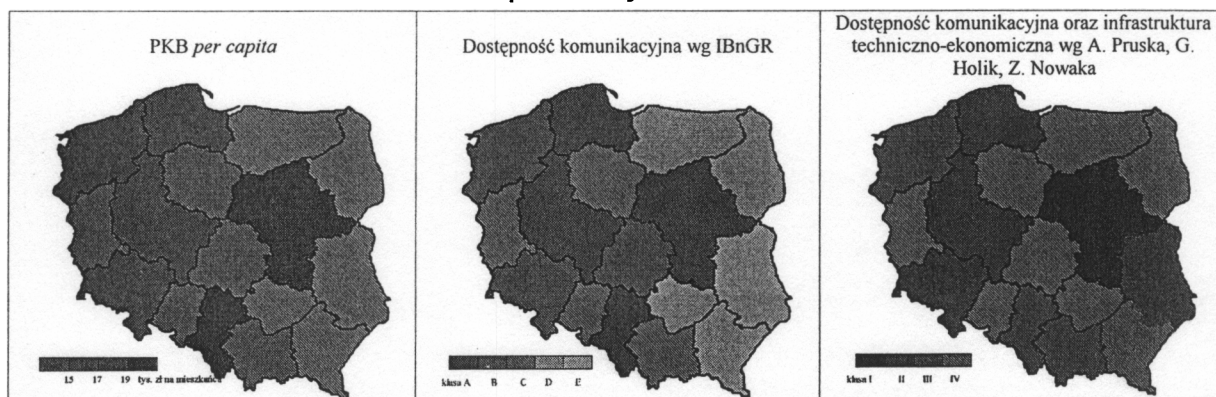 PKB per capita
Dostępność komunikacyjna wg IBnGR
Dostępność komunikacyjna oraz infrastruktura
techniczno-ekonomiczna wg A. Pruska, G.
Holik, Z. Nowaka
15 17 19 tys. zł na mieszkańca
klasa A B C D E
klasa I II III IV